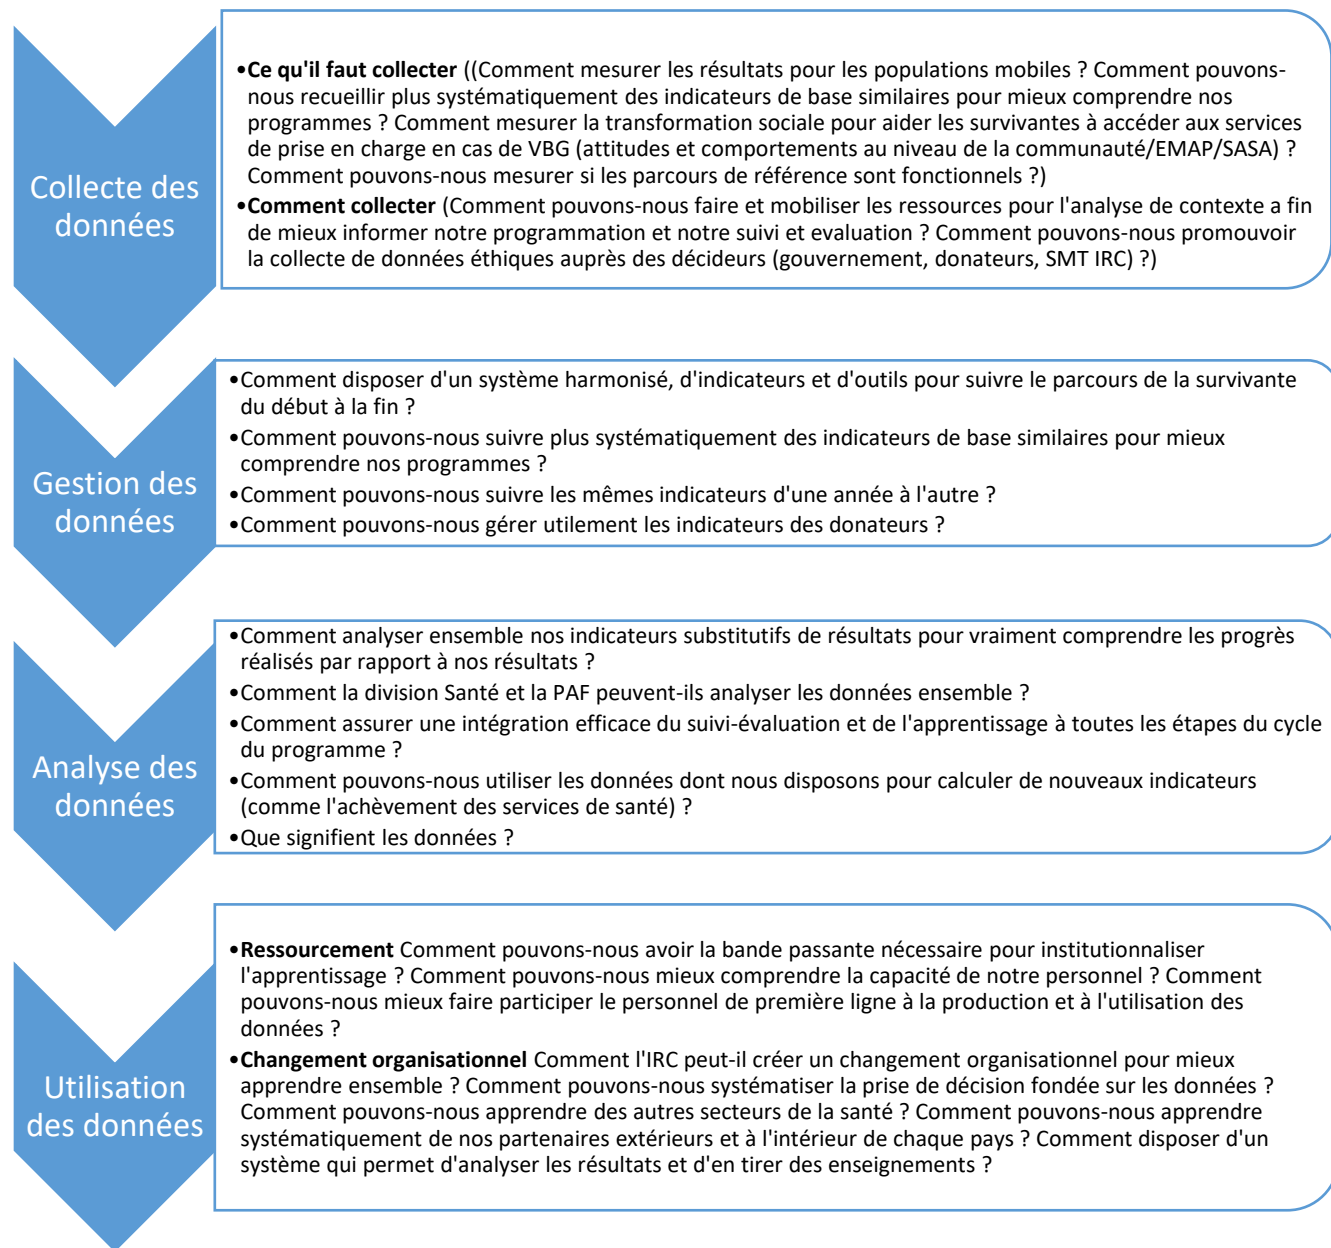 Collecte des
données
•Ce qu'il faut collecter ((Comment mesurer les résultats pour les populations mobiles ? Comment pouvons-
nous recueillir plus systématiquement des indicateurs de base similaires pour mieux comprendre nos
programmes ? Comment mesurer la transformation sociale pour aider les survivantes à accéder aux services
de prise en charge en cas de VBG (attitudes et comportements au niveau de la communauté/EMAP/SASA) ?
Comment pouvons-nous mesurer si les parcours de référence sont fonctionnels ?)
•Comment collecter (Comment pouvons-nous faire et mobiliser les ressources pour l'analyse de contexte a fin
de mieux informer notre programmation et notre suivi et evaluation ? Comment pouvons-nous promouvoir
la collecte de données éthiques auprès des décideurs (gouvernement, donateurs, SMT IRC) ?)
Gestion des
données
•Comment disposer d'un système harmonisé, d'indicateurs et d'outils pour suivre le parcours de la survivante
du début à la fin ?
•Comment pouvons-nous suivre plus systématiquement des indicateurs de base similaires pour mieux
comprendre nos programmes ?
•Comment pouvons-nous suivre les mêmes indicateurs d'une année à l'autre ?
•Comment pouvons-nous gérer utilement les indicateurs des donateurs ?
Analyse des
données
•Comment analyser ensemble nos indicateurs substitutifs de résultats pour vraiment comprendre les progrès
réalisés par rapport à nos résultats ?
•Comment la division Santé et la PAF peuvent-ils analyser les données ensemble ?
•Comment assurer une intégration efficace du suivi-évaluation et de l'apprentissage à toutes les étapes du cycle
du programme ?
•Comment pouvons-nous utiliser les données dont nous disposons pour calculer de nouveaux indicateurs
(comme l'achèvement des services de santé) ?
•Que signifient les données ?
Utilisation
des données
•Ressourcement Comment pouvons-nous avoir la bande passante nécessaire pour institutionnaliser
l'apprentissage ? Comment pouvons-nous mieux comprendre la capacité de notre personnel ? Comment
pouvons-nous mieux faire participer le personnel de première ligne à la production et à l'utilisation des
données ?
•Changement organisationnel Comment l'IRC peut-il créer un changement organisationnel pour mieux
apprendre ensemble ? Comment pouvons-nous systématiser la prise de décision fondée sur les données ?
Comment pouvons-nous apprendre des autres secteurs de la santé ? Comment pouvons-nous apprendre
systématiquement de nos partenaires extérieurs et à l'intérieur de chaque pays ? Comment disposer d'un
système qui permet d'analyser les résultats et d'en tirer des enseignements ?